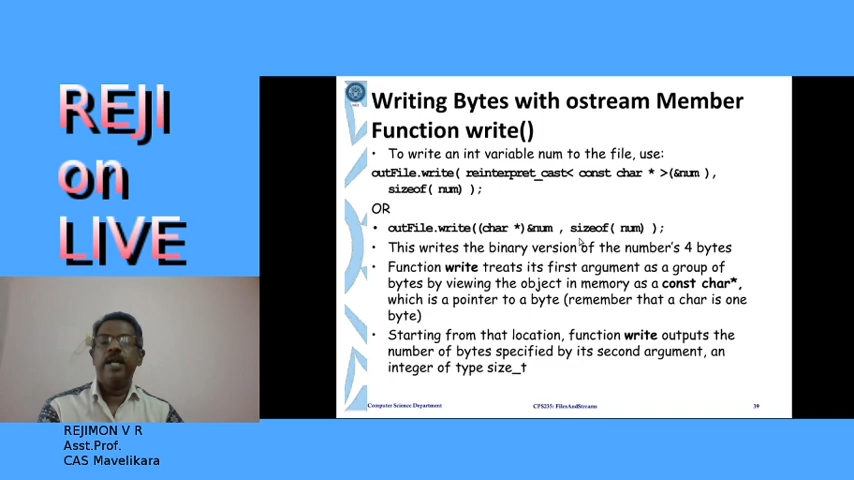 REJI
on
LIVE
Writing Bytes with ostream Member
Function write()
• To write an int variable num to the file, use:
outFile.write( reinterpret_cast< const char * >(&num ),
sizeof( num) );
OR
• outFile.write((char *)&num , sizeof( num) );
• This writes the binary version of the number's 4 bytes
• Function write treats its first argument as a group of
bytes by viewing the object in memory as a const char*,
which is a pointer to a byte (remember that a char is one
byte)
• Starting from that location, function write outputs the
number of bytes specified by its second argument, an
integer of type size_t
Computer Science Department CPS235: FilesAndStreams 39
REJIMON V R
Asst.Prof.
CAS Mavelikara